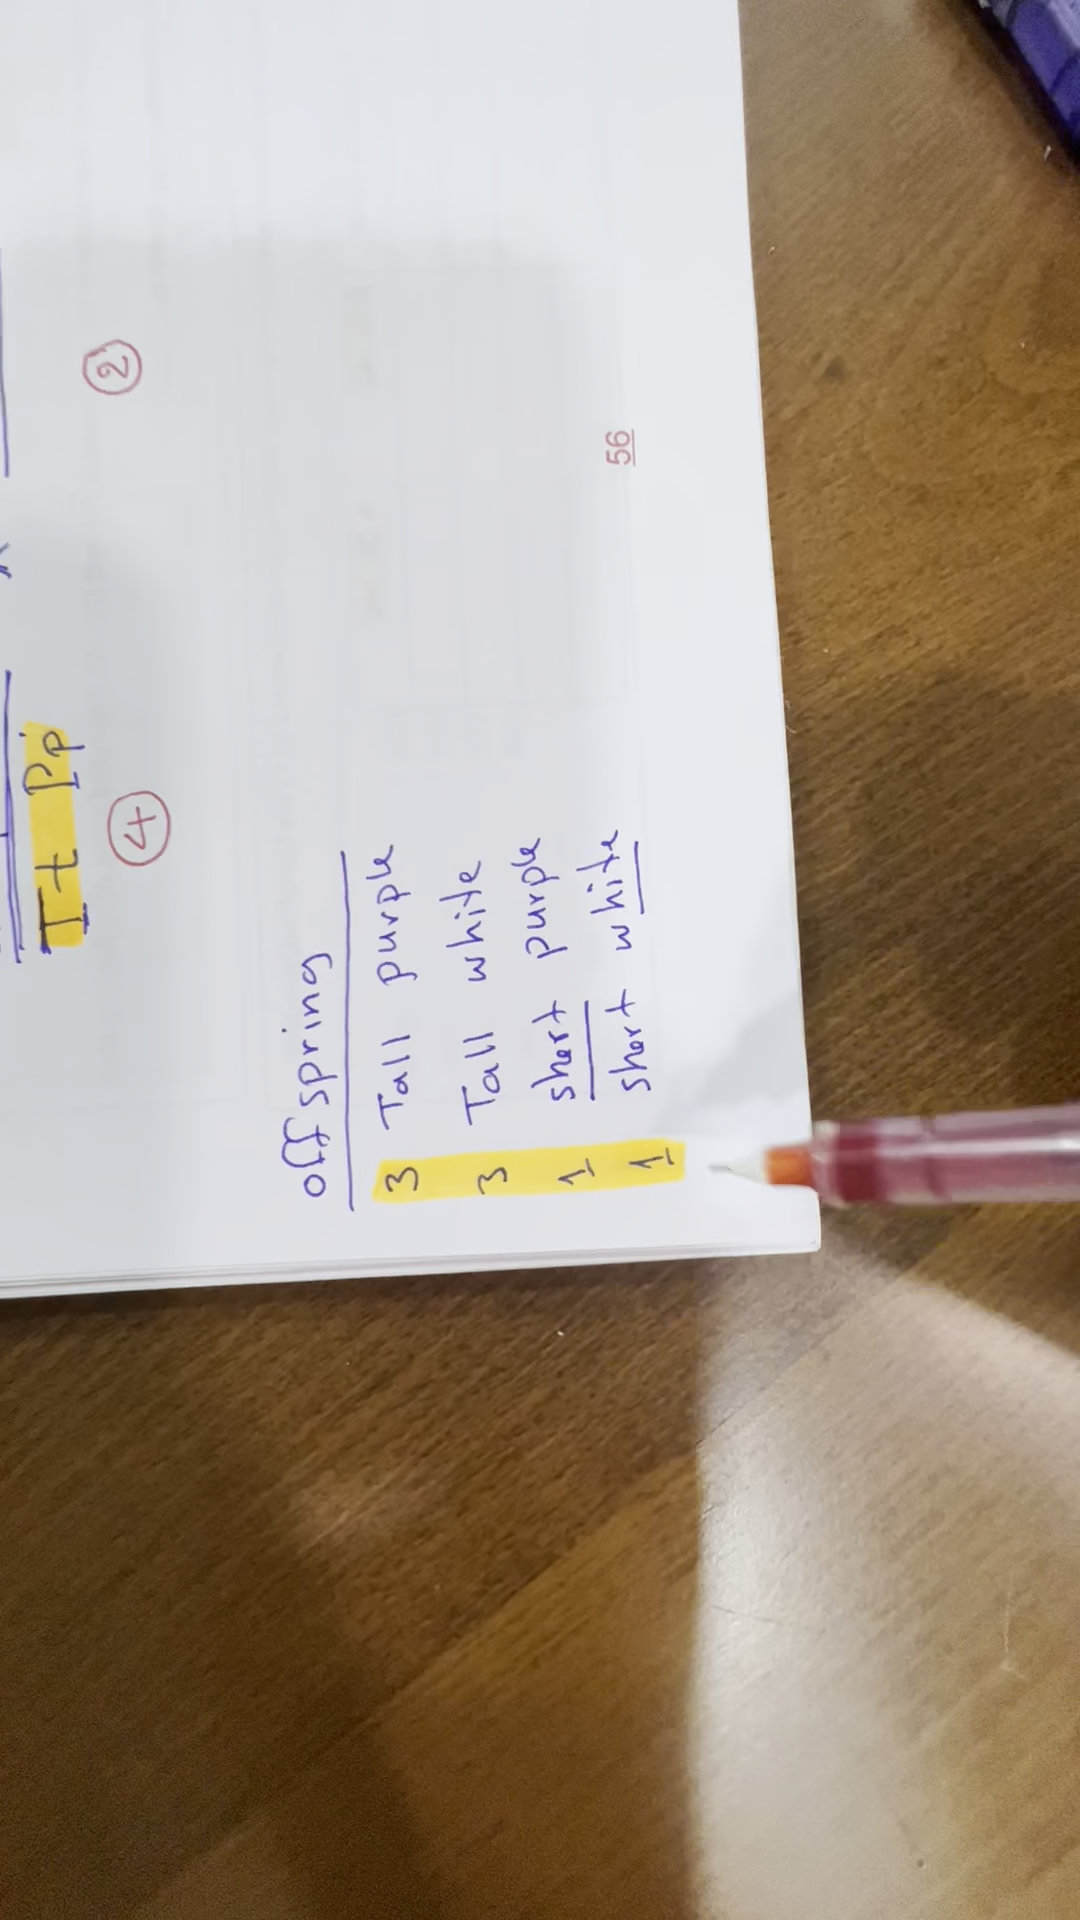 Tt Pp
4
2
offspring
3 Tall purple
3 Tall white
1 short purple
1 short white
56